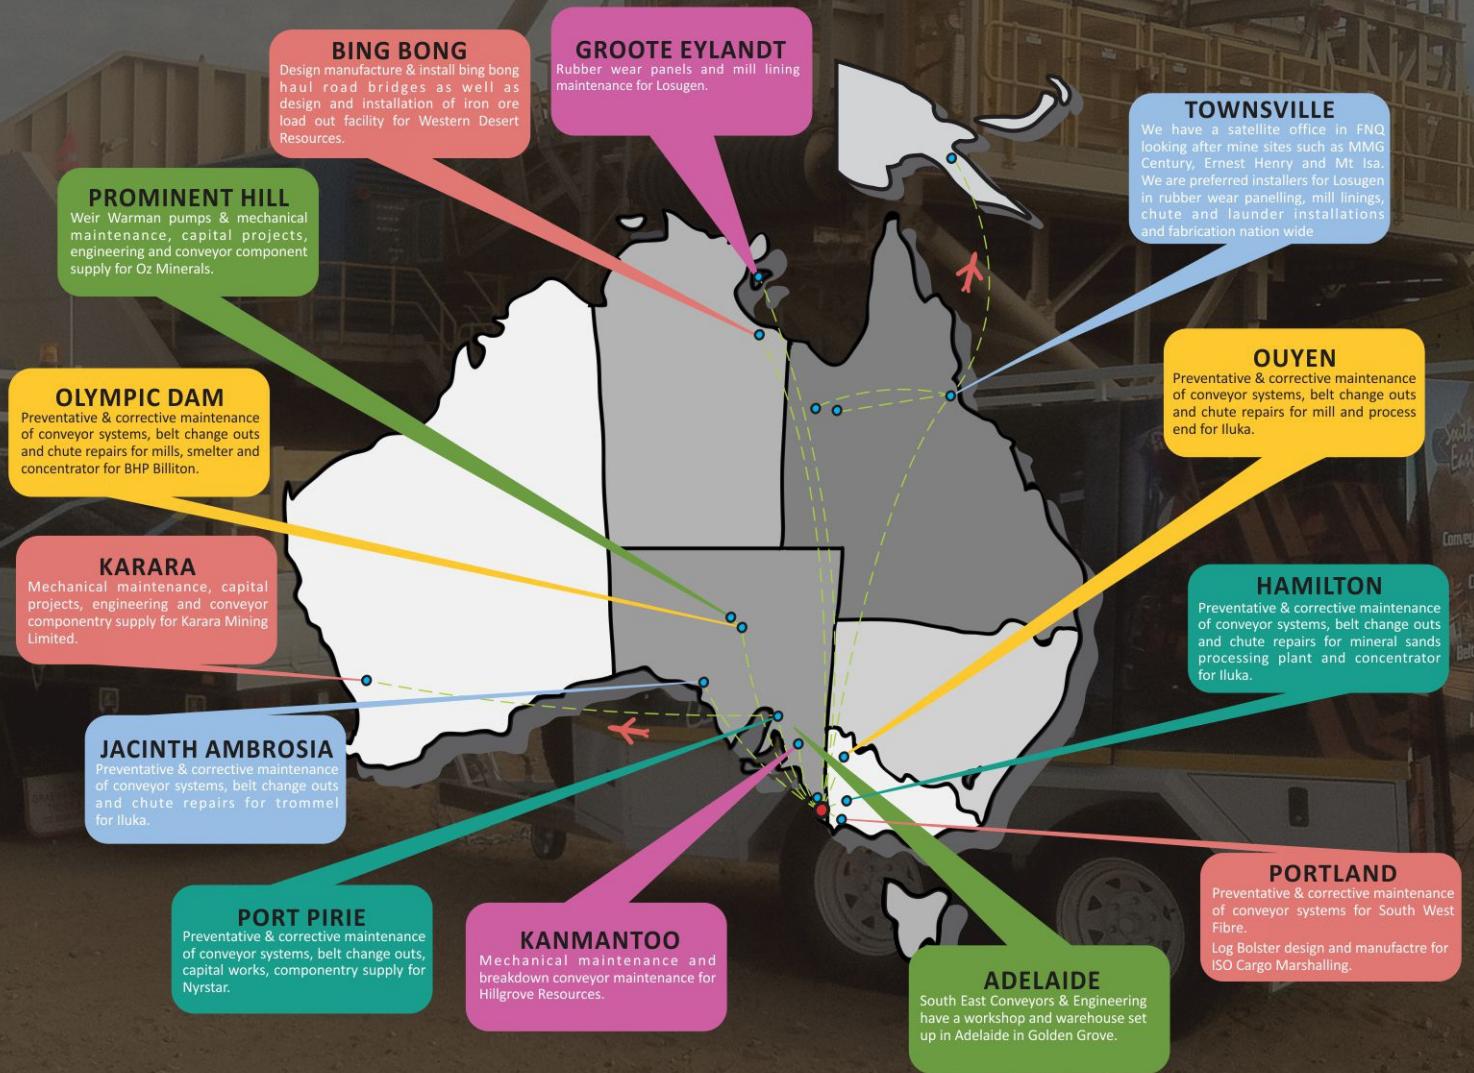 BING BONG
Design manufacture & install bing bong
haul road bridges as well as
design and installation of iron ore
load out facility for Western Desert
Resources.
GROOTE EYLANDT
Rubber wear panels and mill lining
maintenance for Losugen.
TOWNSVILLE
We have a satellite office in FNQ
looking after mine sites such as MMG
Century, Ernest Henry and Mt Isa.
We are preferred installers for Losugen
in rubber wear panelling, mill linings,
chute and launder installations
and fabrication nation wide
PROMINENT HILL
Weir Warman pumps & mechanical
maintenance, capital projects,
engineering and conveyor component
supply for Oz Minerals.
OUYEN
Preventative & corrective maintenance
of conveyor systems, belt change outs
and chute repairs for mill and process
end for Iluka.
OLYMPIC DAM
Preventative & corrective maintenance
of conveyor systems, belt change outs
and chute repairs for mills, smelter and
concentrator for BHP Billiton.
KARARA
Mechanical maintenance, capital
projects, engineering and conveyor
componentry supply for Karara Mining
Limited.
HAMILTON
Preventative & corrective maintenance
of conveyor systems, belt change outs
and chute repairs for mineral sands
processing plant and concentrator
for Iluka.
JACINTH AMBROSIA
Preventative & corrective maintenance
of conveyor systems, belt change outs
and chute repairs for trommel
for Iluka.
PORT PIRIE
Preventative & corrective maintenance
of conveyor systems, belt change outs,
capital works, componentry supply for
Nyrstar.
KANMANTOO
Mechanical maintenance and
breakdown conveyor maintenance for
Hillgrove Resources.
ADELAIDE
South East Conveyors & Engineering
have a workshop and warehouse set
up in Adelaide in Golden Grove.
PORTLAND
Preventative & corrective maintenance
of conveyor systems for South West
Fibre.
Log Bolster design and manufactre for
ISO Cargo Marshalling.